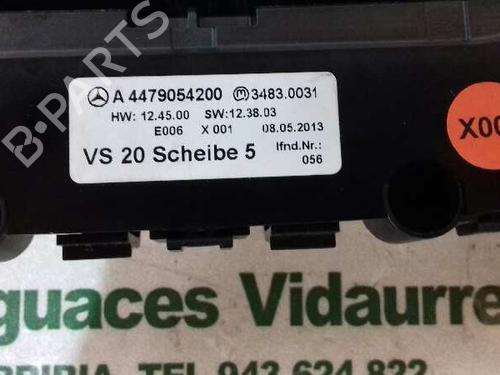 B-PARTS
A 4479054200 3483.0031
HW: 12.45.00 SW:12.38.03
E006 X 001 08.05.2013
VS 20 Scheibe 5 lfnd.Nr.:
056
X00
guaces Vidaurre
TEL 943 624 822